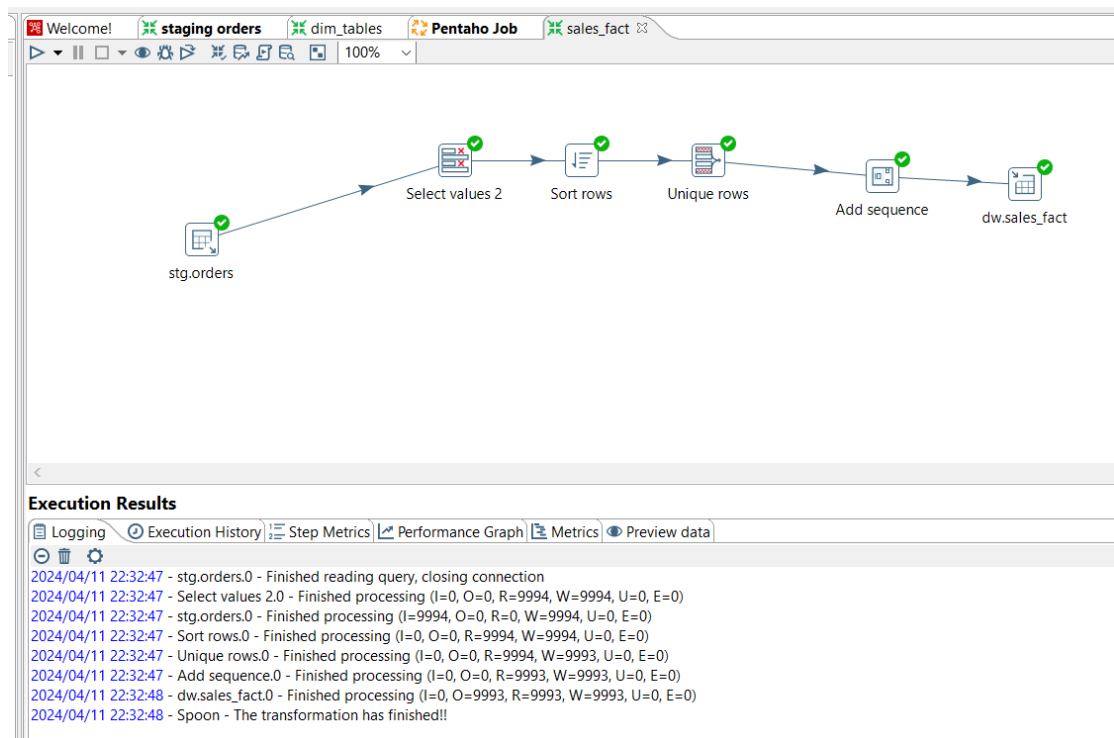 Welcome! staging orders dim_tables Pentaho Job sales_fact
100%
Select values 2 Sort rows Unique rows Add sequence dw.sales_fact
stg.orders
Execution Results
Logging Execution History Step Metrics Performance Graph Metrics Preview data
2024/04/11 22:32:47 - stg.orders.0 - Finished reading query, closing connection
2024/04/11 22:32:47 - Select values 2.0 - Finished processing (I=0, O=0, R=9994, W=9994, U=0, E=0)
2024/04/11 22:32:47 - stg.orders.0 - Finished processing (I=9994, O=0, R=0, W=9994, U=0, E=0)
2024/04/11 22:32:47 - Sort rows.0 - Finished processing (I=0, O=0, R=9994, W=9994, U=0, E=0)
2024/04/11 22:32:47 - Unique rows.0 - Finished processing (I=0, O=0, R=9994, W=9993, U=0, E=0)
2024/04/11 22:32:47 - Add sequence.0 - Finished processing (I=0, O=0, R=9993, W=9993, U=0, E=0)
2024/04/11 22:32:48 - dw.sales_fact.0 - Finished processing (I=0, O=9993, R=9993, W=9993, U=0, E=0)
2024/04/11 22:32:48 - Spoon - The transformation has finished!!